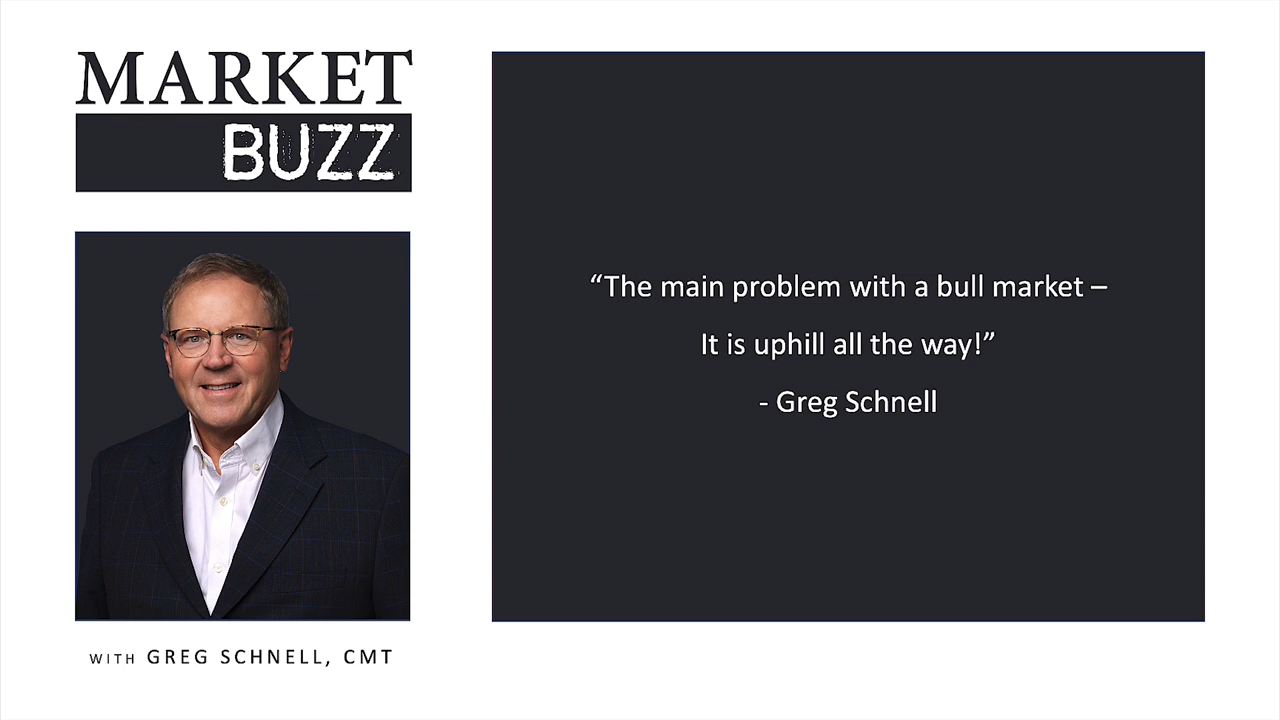 MARKET
BUZZ
“The main problem with a bull market –
It is uphill all the way!”
- Greg Schnell
WITH GREG SCHNELL, CMT